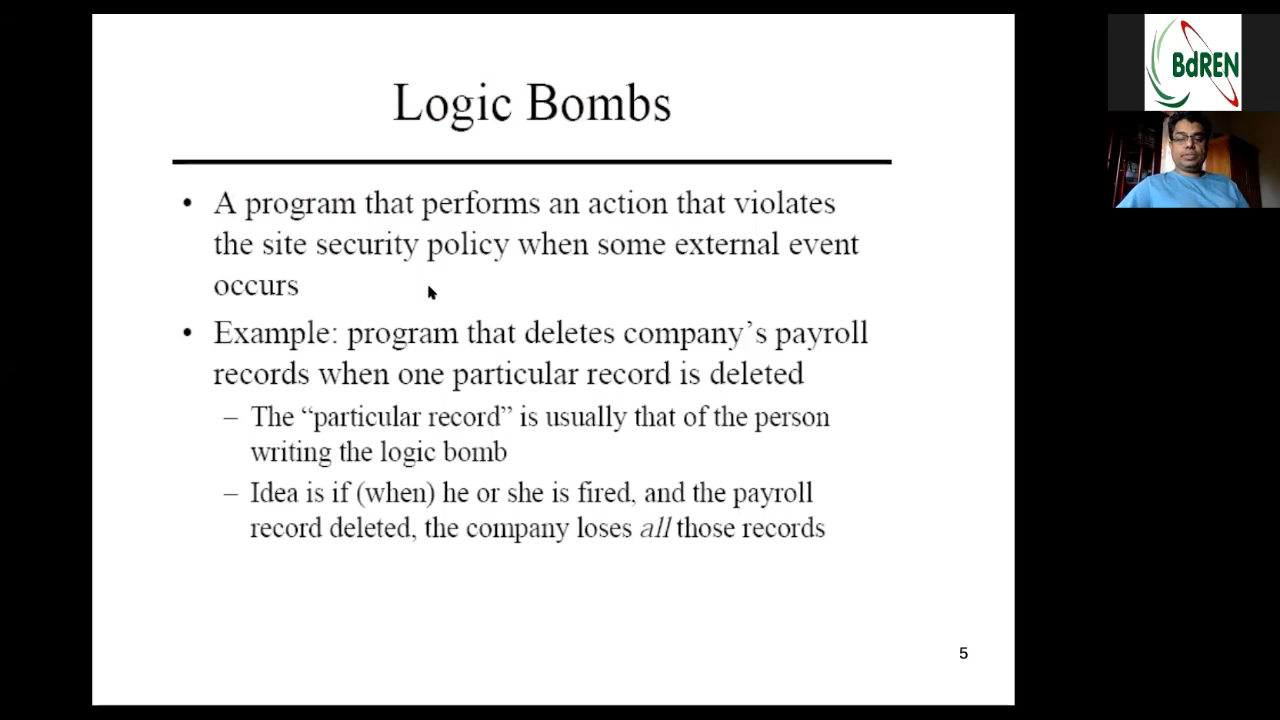 Logic Bombs
• A program that performs an action that violates
the site security policy when some external event
occurs
• Example: program that deletes company's payroll
records when one particular record is deleted
– The “particular record” is usually that of the person
writing the logic bomb
– Idea is if (when) he or she is fired, and the payroll
record deleted, the company loses all those records
5
BdREN